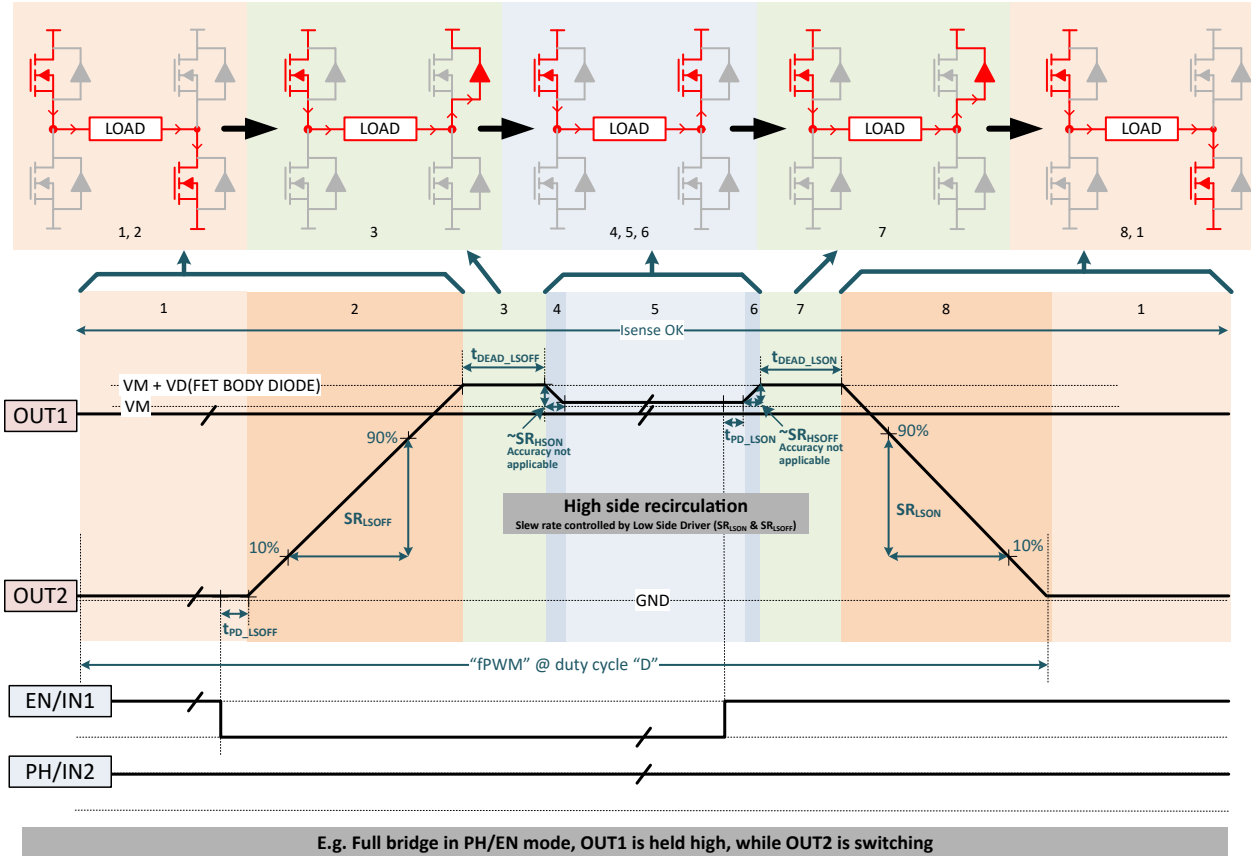 LOAD
LOAD
LOAD
LOAD
LOAD
1, 2
3
4, 5, 6
7
8, 1
1
2
3
4
5
6
7
8
1
Isense OK
tDEAD_LSOFF
tDEAD_LSON
VM + VD(FET BODY DIODE)
VM
OUT1
90%
~SRHSON
Accuracy not
applicable
tPD_LSON
~SRHSOFF
Accuracy not
applicable
90%
SRLSOFF
High side recirculation
Slew rate controlled by Low Side Driver (SRLSON & SRLSOFF)
SRLSON
10%
10%
OUT2
GND
tPD_LSOFF
“fPWM” @ duty cycle “D”
EN/IN1
PH/IN2
E.g. Full bridge in PH/EN mode, OUT1 is held high, while OUT2 is switching